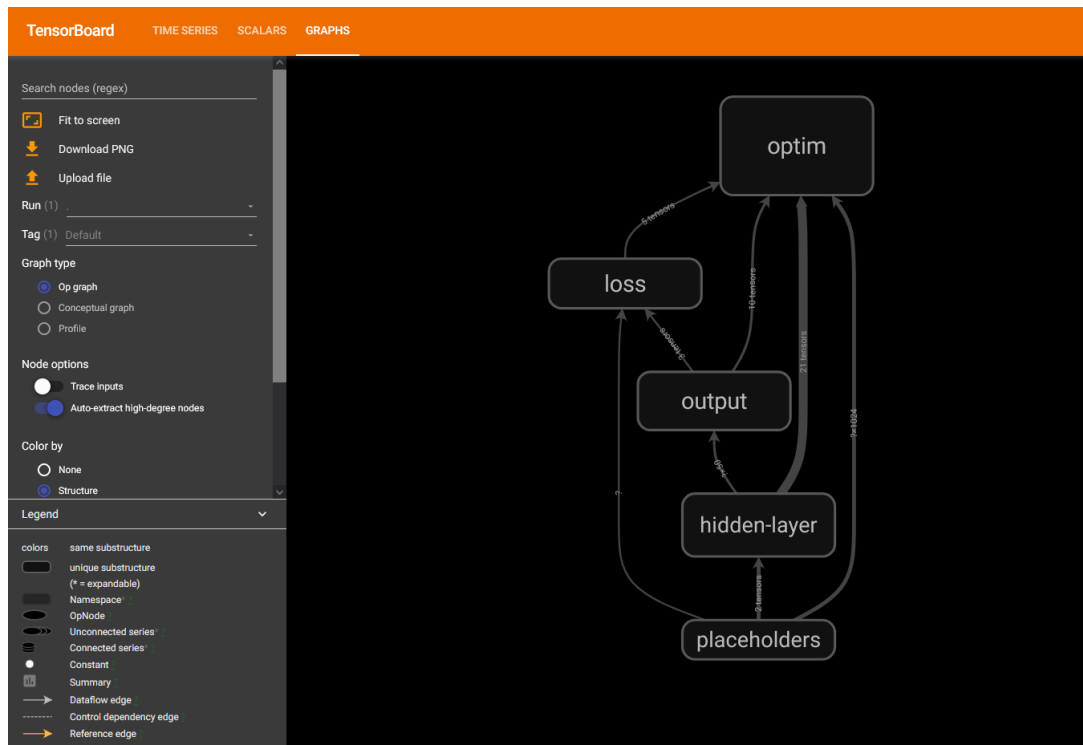 TensorBoard TIME SERIES SCALARS GRAPHS
Search nodes (regex)
Fit to screen
Download PNG
Upload file
Run (1) .
Tag (1) Default
Graph type
Op graph
Conceptual graph
Profile
Node options
Trace inputs
Auto-extract high-degree nodes
Color by
None
Structure
Legend
colors same substructure
unique substructure
(* = expandable)
Namespace* ?
OpNode ?
Unconnected series* ?
Connected series* ?
Constant ?
Summary ?
Dataflow edge ?
Control dependency edge ?
Reference edge ?
optim
5 tensors
loss
10 tensors
3 tensors
21 tensors
output
?×1024
?×50
?
hidden-layer
2 tensors
placeholders